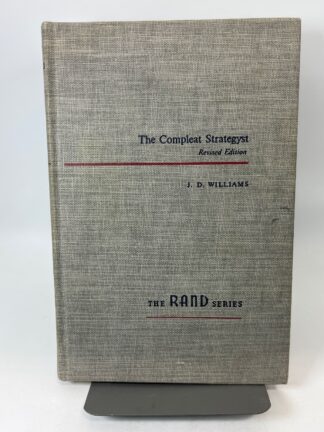 The Compleat Strategyst
Revised Edition
J. D. WILLIAMS
THE RAND SERIES